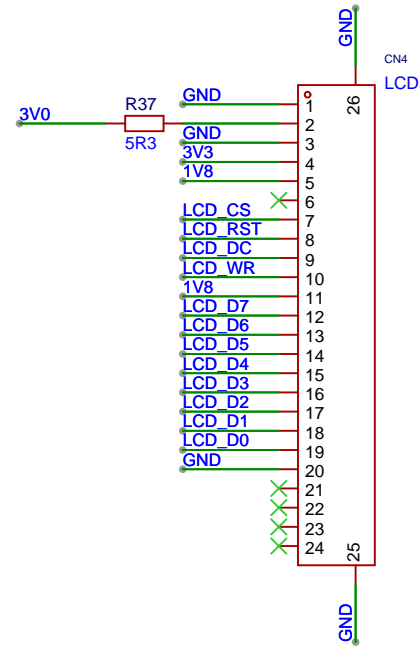 GND
CN4
LCD
26
GND
1
3V0
R37
5R3
2
GND
3
3V3
4
1V8
5
6
LCD_CS
7
LCD_RST
8
LCD_DC
9
LCD_WR
10
1V8
11
LCD_D7
12
LCD_D6
13
LCD_D5
14
LCD_D4
15
LCD_D3
16
LCD_D2
17
LCD_D1
18
LCD_D0
19
GND
20
21
22
23
24
25
GND